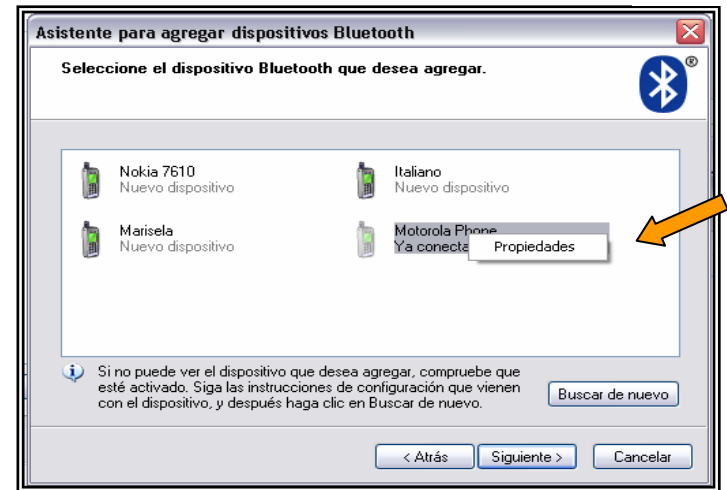 Asistente para agregar dispositivos Bluetooth
Seleccione el dispositivo Bluetooth que desea agregar.
®
Nokia 7610
Nuevo dispositivo
Italiano
Nuevo dispositivo
Marisela
Nuevo dispositivo
Motorola Phone
Ya conecta
Propiedades
Si no puede ver el dispositivo que desea agregar, compruebe que
esté activado. Siga las instrucciones de configuración que vienen
con el dispositivo, y después haga clic en Buscar de nuevo.
Buscar de nuevo
< Atrás
Siguiente >
Cancelar